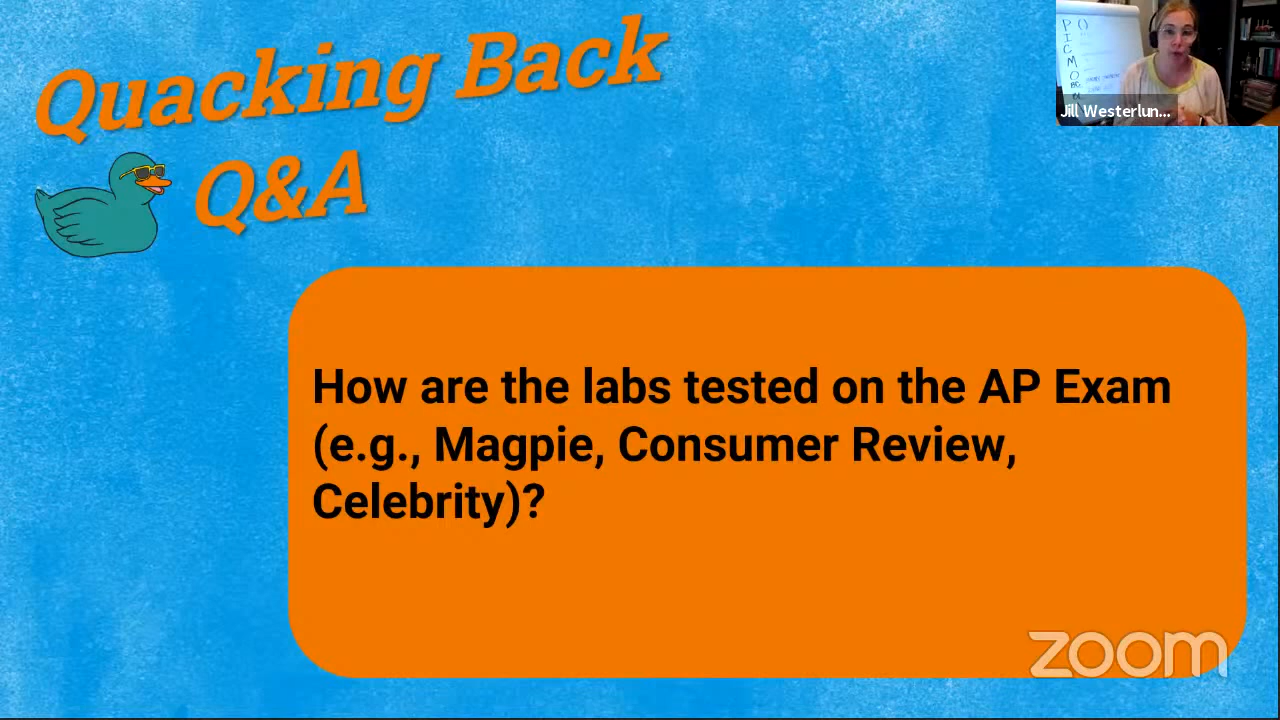 Quacking Back
Q&A
How are the labs tested on the AP Exam
(e.g., Magpie, Consumer Review,
Celebrity)?
P ()
I
C
M
O
Jill Westerlun...
zoom